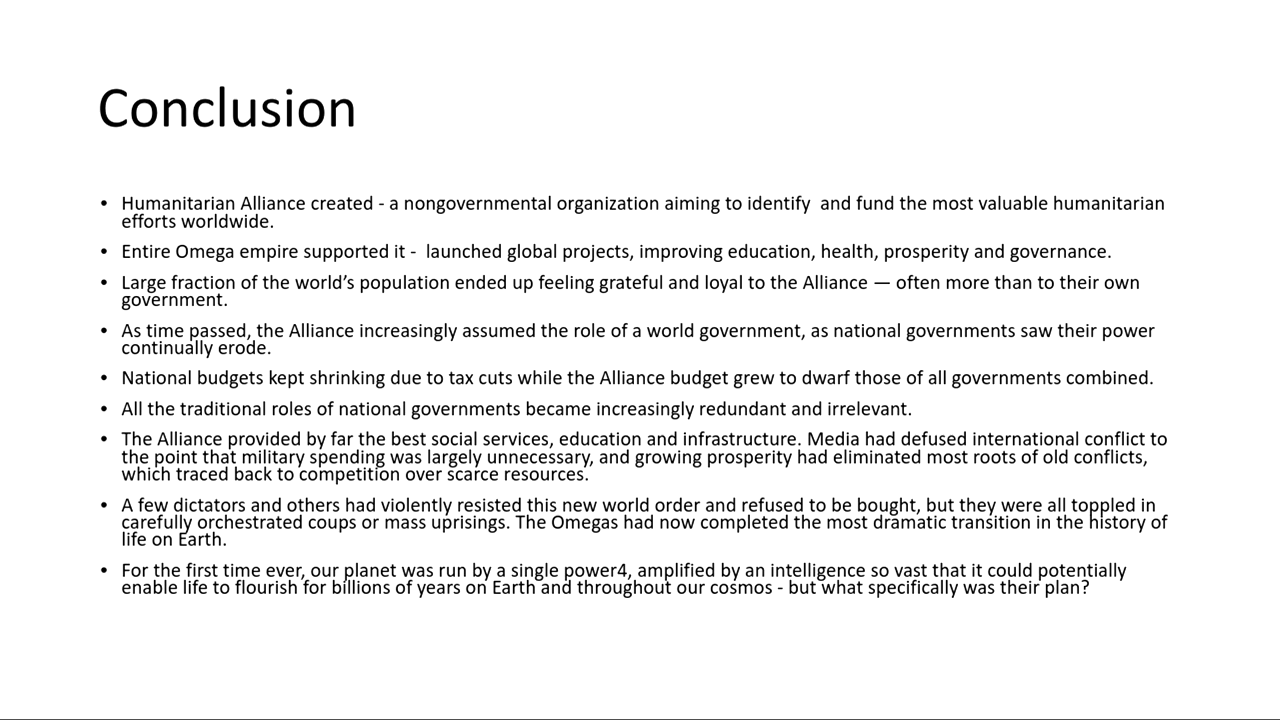 Conclusion
• Humanitarian Alliance created - a nongovernmental organization aiming to identify  and fund the most valuable humanitarian
efforts worldwide.
• Entire Omega empire supported it -  launched global projects, improving education, health, prosperity and governance.
• Large fraction of the world’s population ended up feeling grateful and loyal to the Alliance — often more than to their own
government.
• As time passed, the Alliance increasingly assumed the role of a world government, as national governments saw their power
continually erode.
• National budgets kept shrinking due to tax cuts while the Alliance budget grew to dwarf those of all governments combined.
• All the traditional roles of national governments became increasingly redundant and irrelevant.
• The Alliance provided by far the best social services, education and infrastructure. Media had defused international conflict to
the point that military spending was largely unnecessary, and growing prosperity had eliminated most roots of old conflicts,
which traced back to competition over scarce resources.
• A few dictators and others had violently resisted this new world order and refused to be bought, but they were all toppled in
carefully orchestrated coups or mass uprisings. The Omegas had now completed the most dramatic transition in the history of
life on Earth.
• For the first time ever, our planet was run by a single power4, amplified by an intelligence so vast that it could potentially
enable life to flourish for billions of years on Earth and throughout our cosmos - but what specifically was their plan?